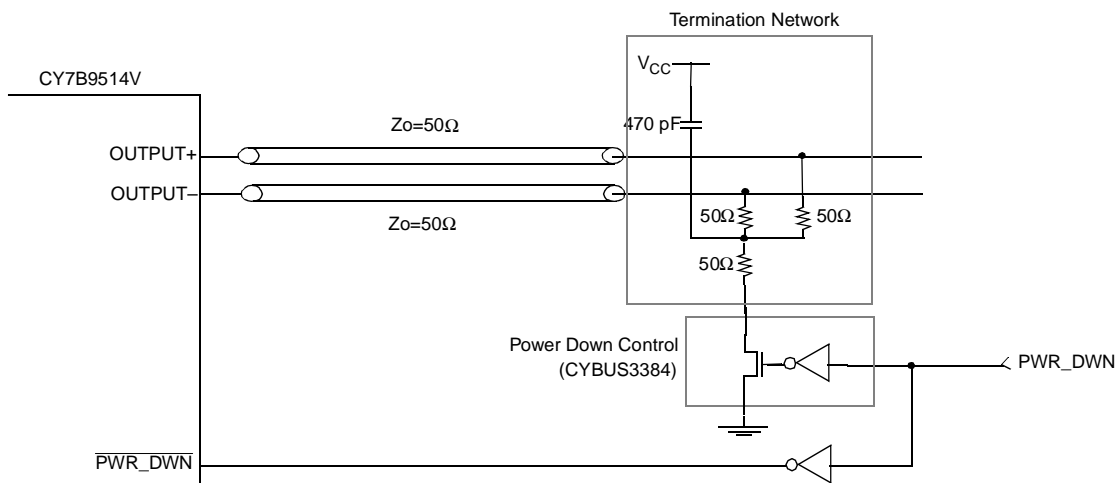 Termination Network
V_CC
CY7B9514V
470 pF
Zo=50Ω
OUTPUT+
OUTPUT–
50Ω
50Ω
Zo=50Ω
50Ω
Power Down Control
(CYBUS3384)
PWR_DWN
PWR_DWN